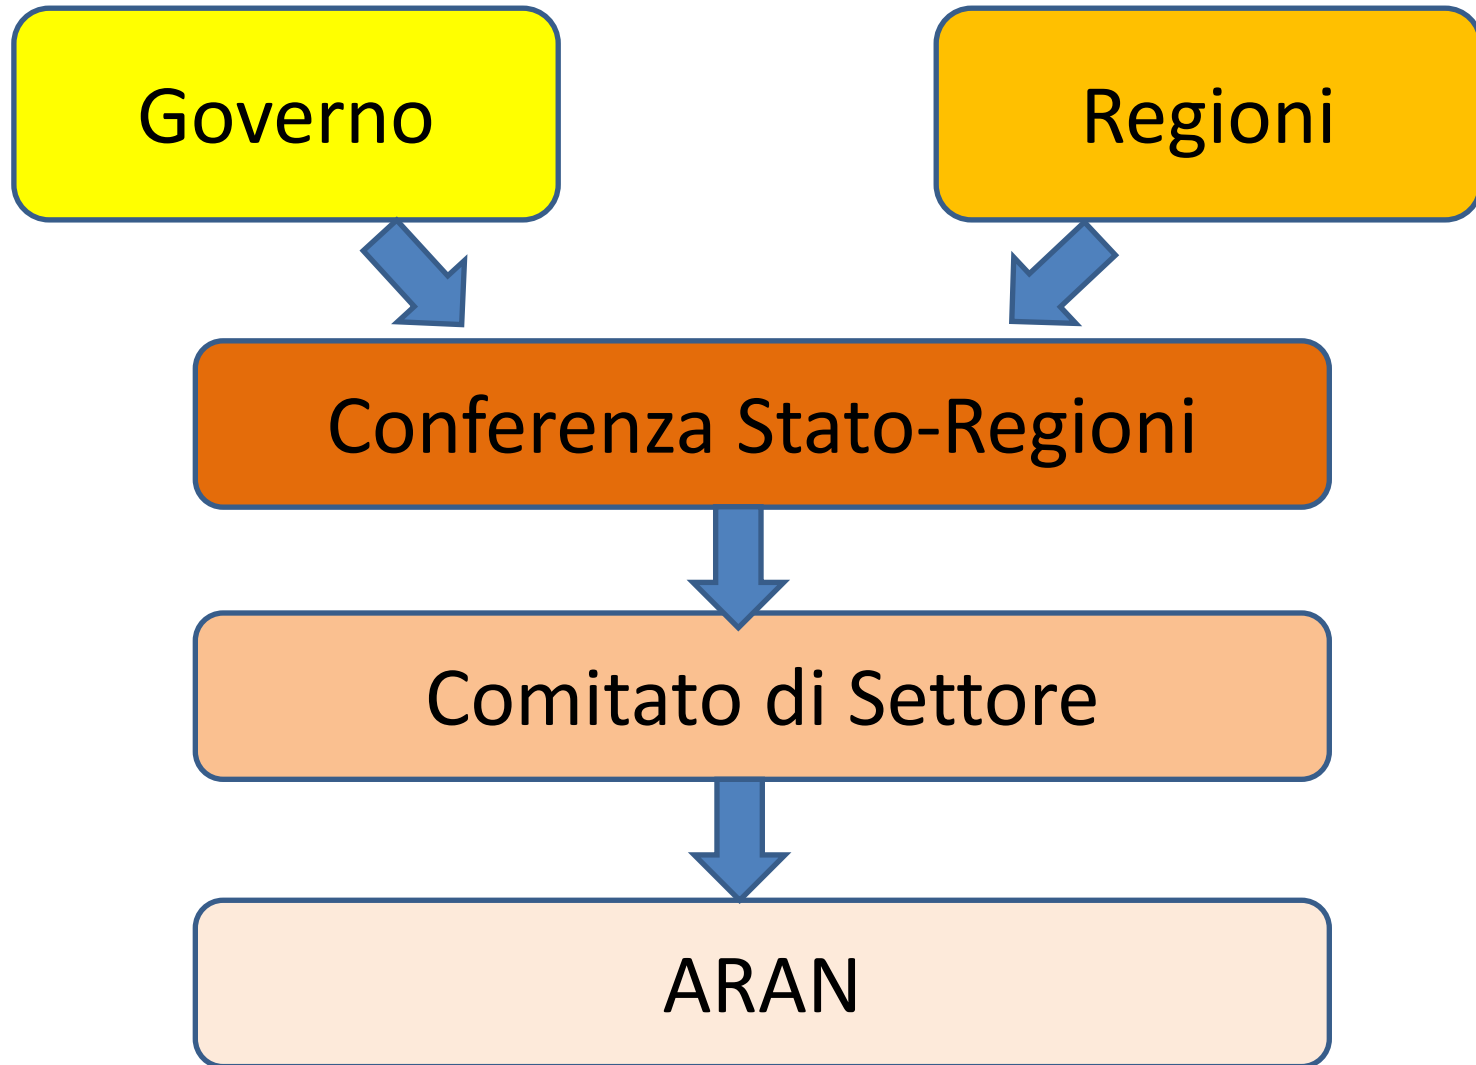 Governo
Regioni
Conferenza Stato-Regioni
Comitato di Settore
ARAN